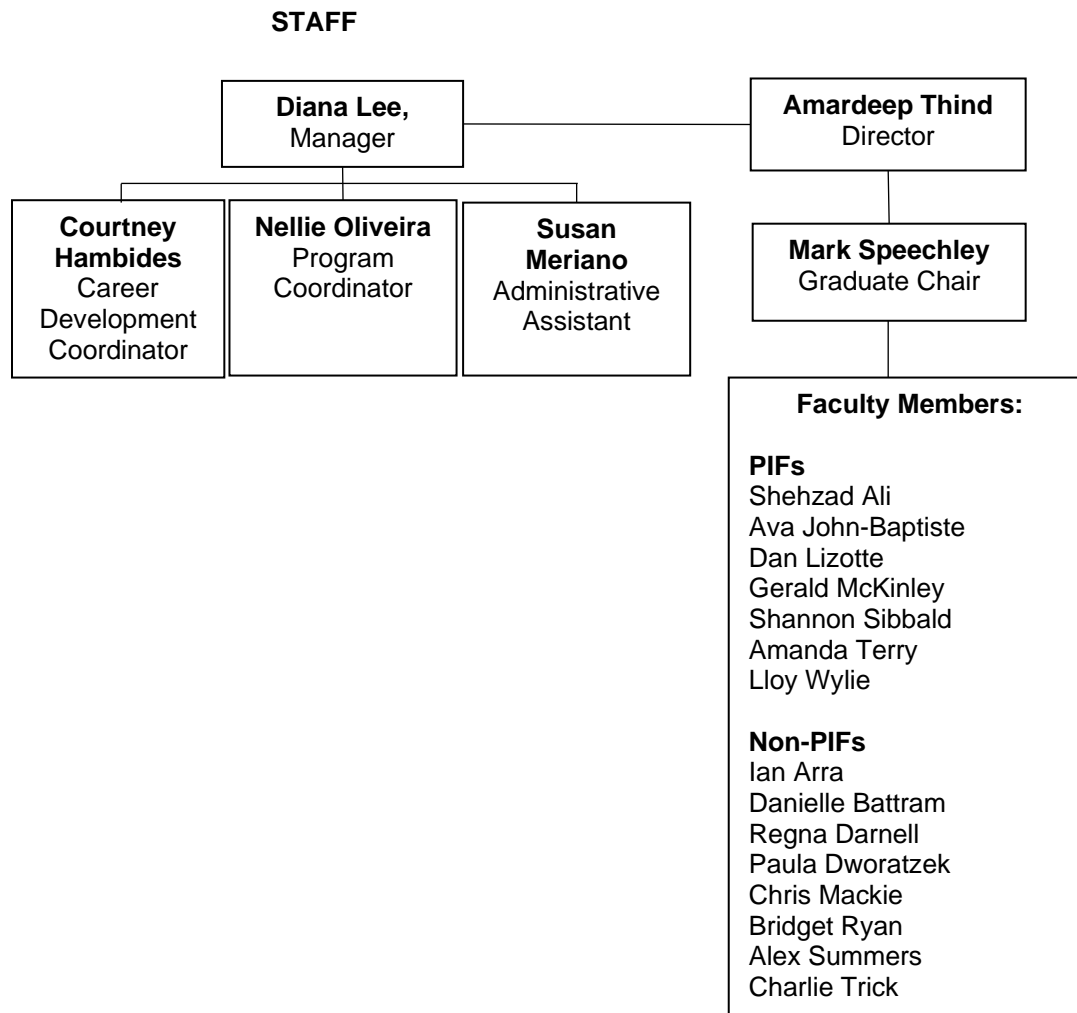 STAFF
Diana Lee,
Manager
Amardeep Thind
Director
Courtney
Hambides
Career
Development
Coordinator
Nellie Oliveira
Program
Coordinator
Susan
Meriano
Administrative
Assistant
Mark Speechley
Graduate Chair
Faculty Members:
PIFs
Shehzad Ali
Ava John-Baptiste
Dan Lizotte
Gerald McKinley
Shannon Sibbald
Amanda Terry
Lloy Wylie
Non-PIFs
Ian Arra
Danielle Battram
Regna Darnell
Paula Dworatzek
Chris Mackie
Bridget Ryan
Alex Summers
Charlie Trick